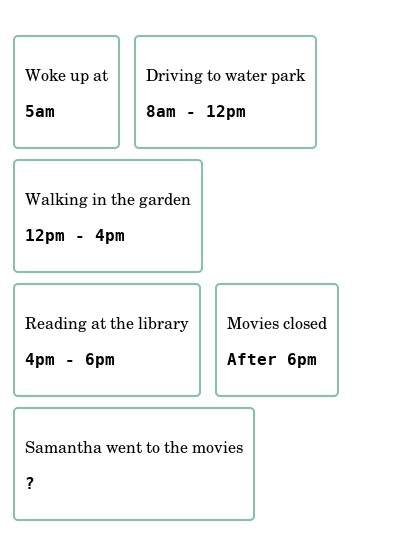 Woke up at
5am
Driving to water park
8am - 12pm
Walking in the garden
12pm - 4pm
Reading at the library
4pm - 6pm
Movies closed
After 6pm
Samantha went to the movies
?